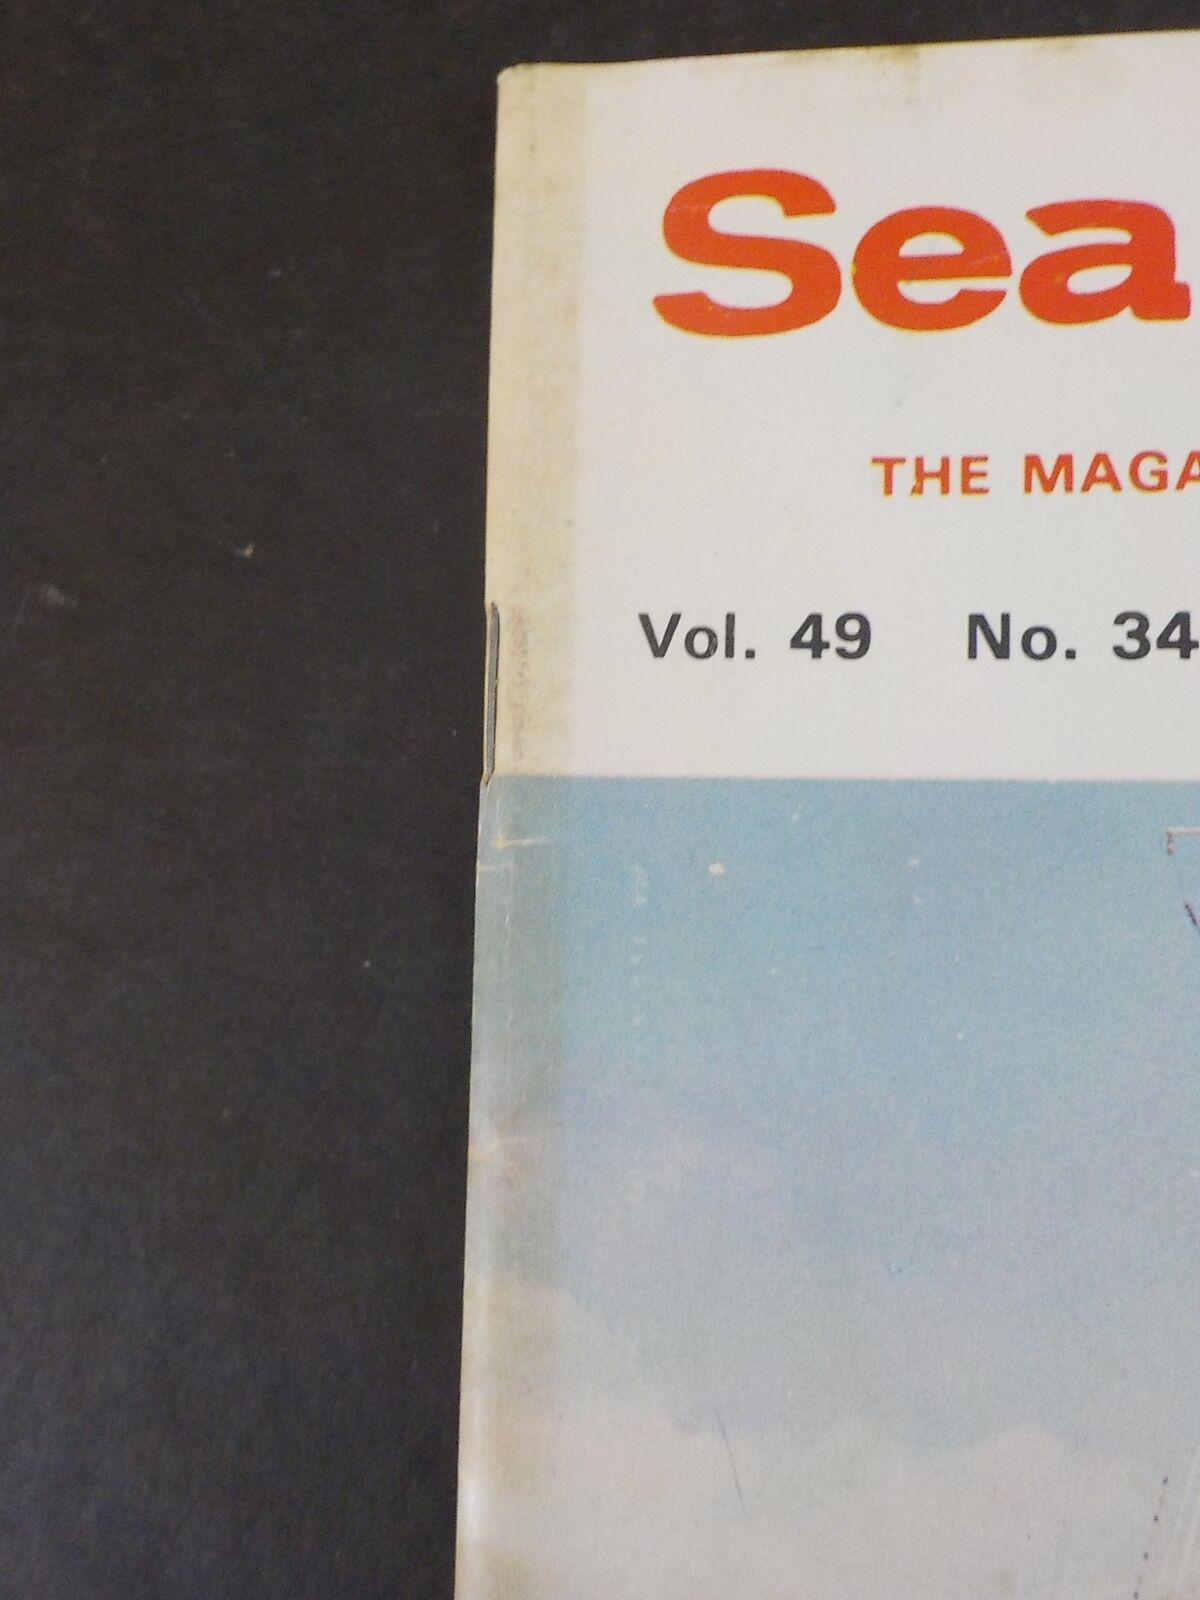 Sea
THE MAGA
Vol. 49 No. 34